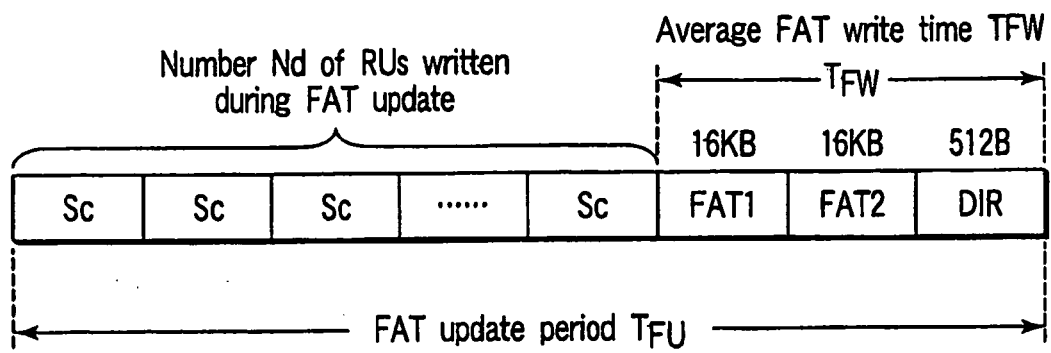 Average FAT write time TFW
Number Nd of RUs written
during FAT update
TFW
16KB 16KB 512B
Sc Sc Sc ...... Sc FAT1 FAT2 DIR
FAT update period TFU